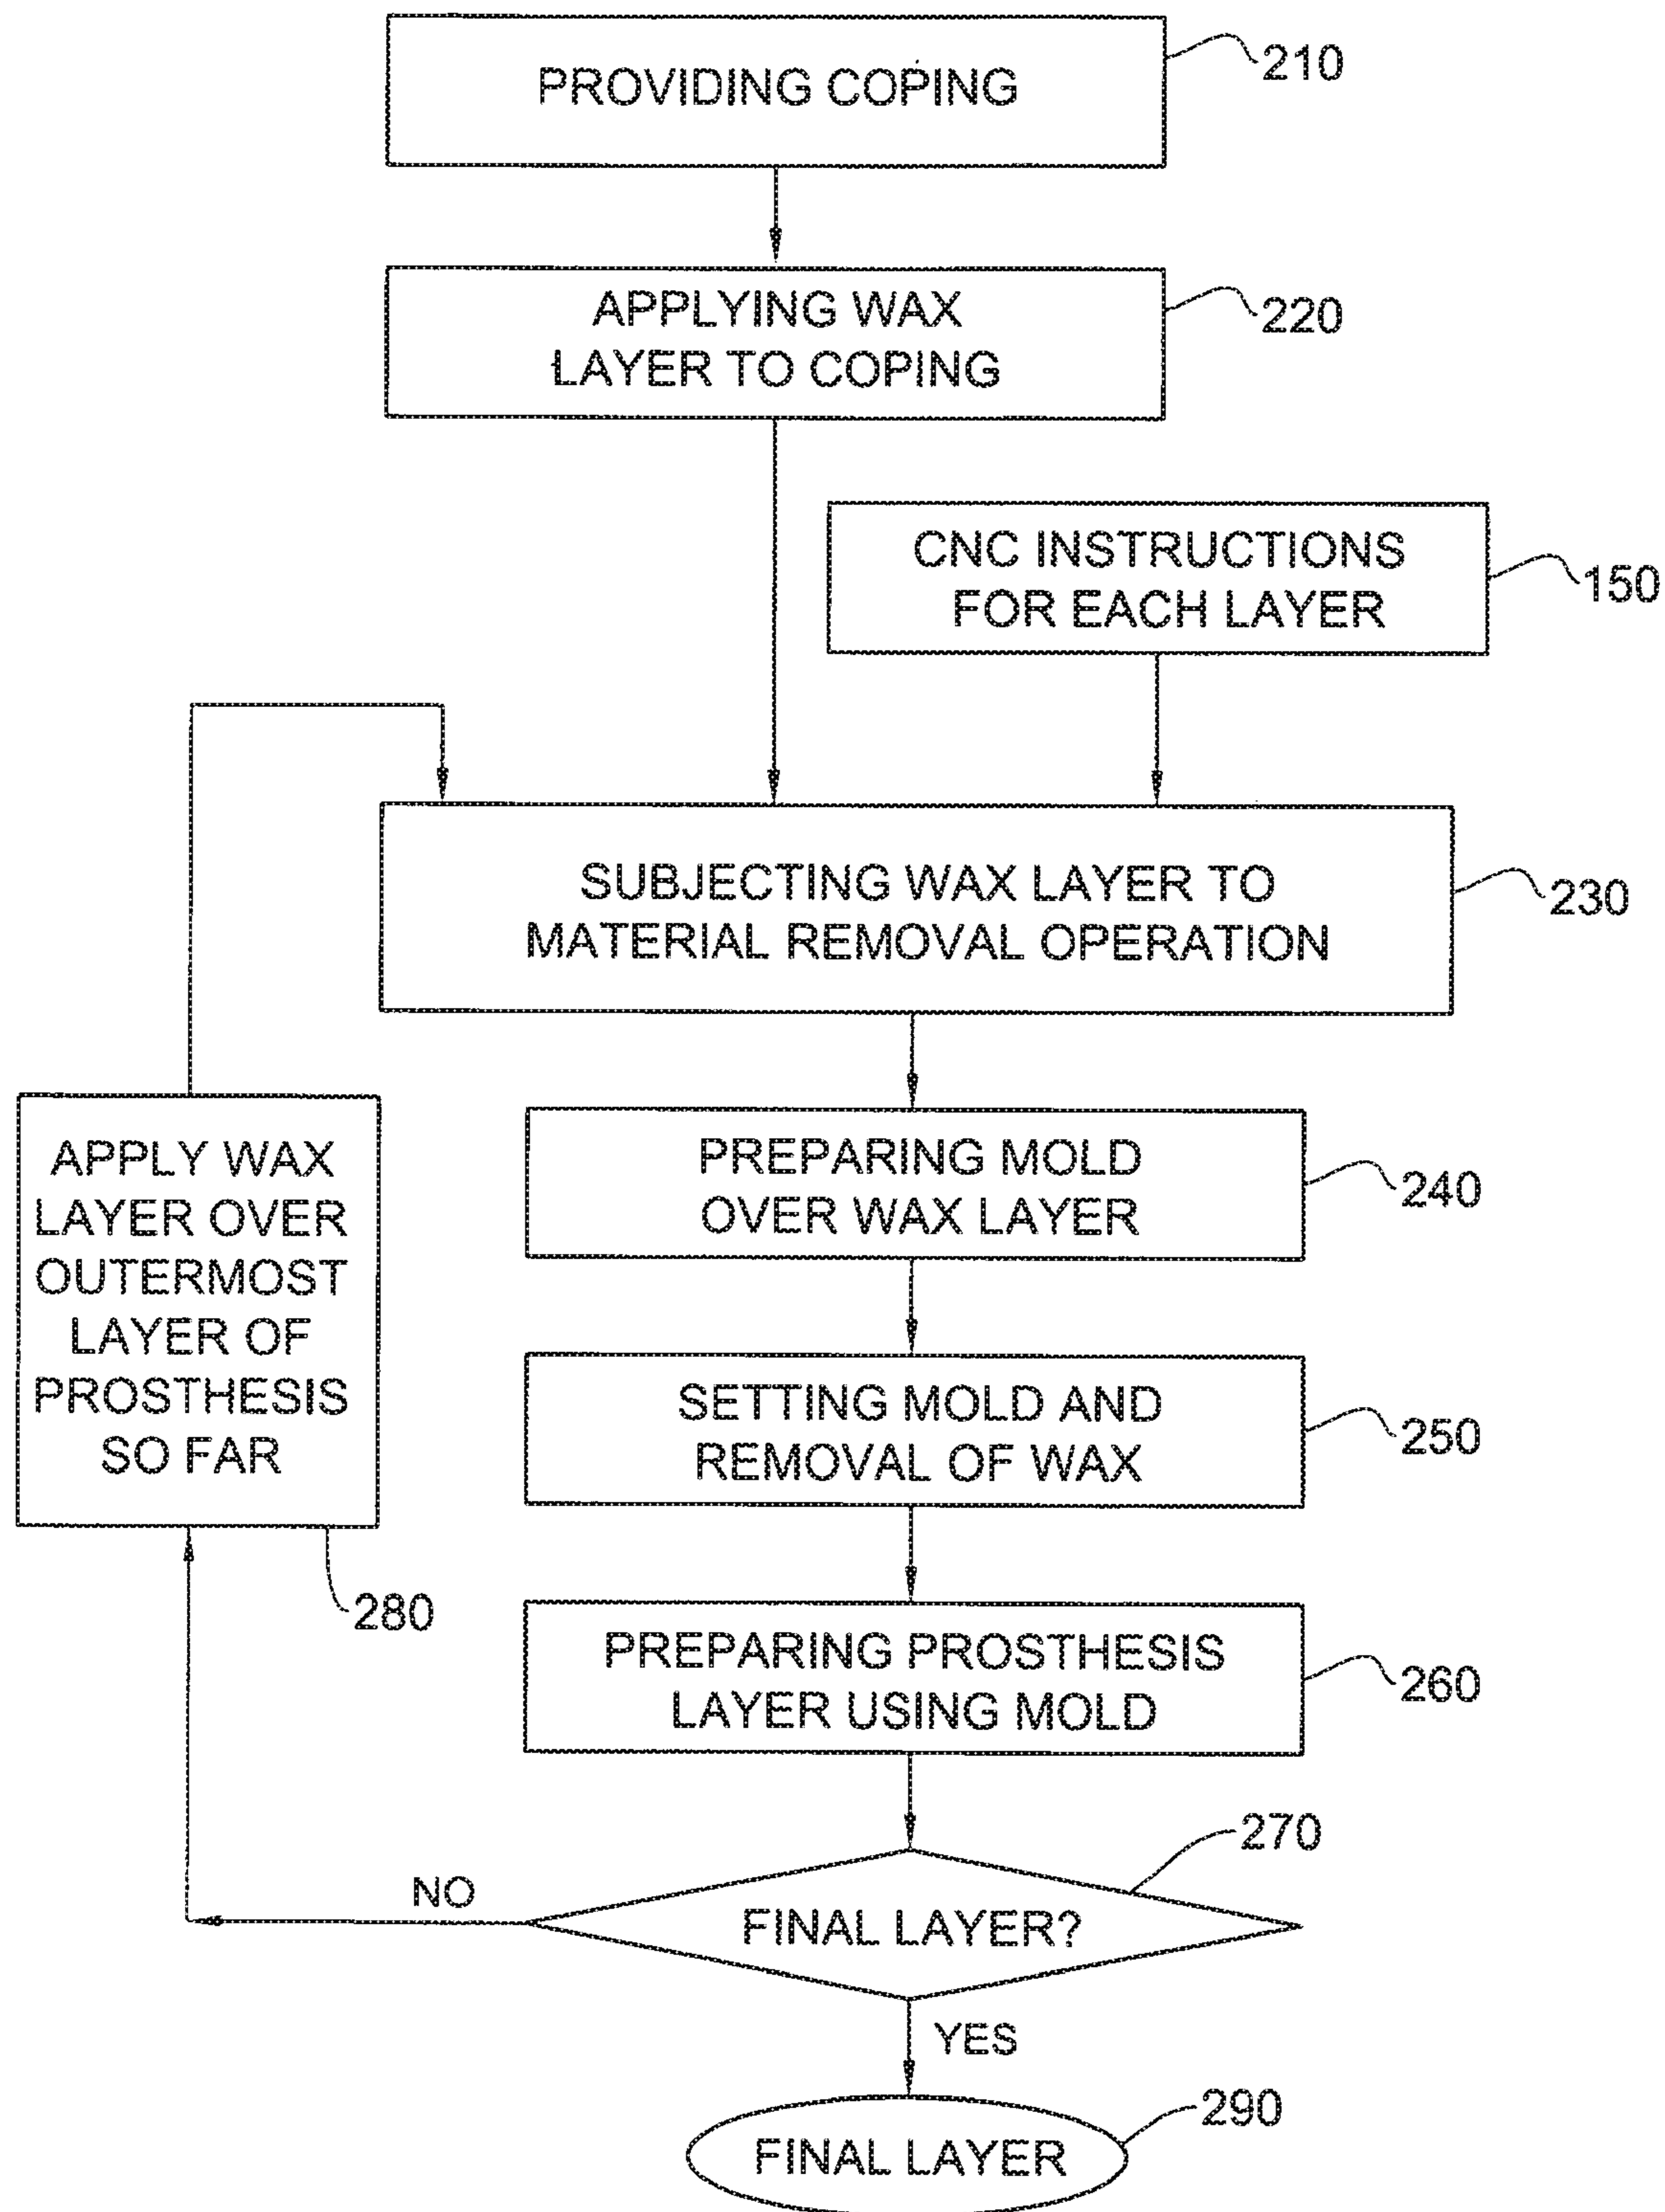 PROVIDING COPING
210
APPLYING WAX
LAYER TO COPING
220
CNC INSTRUCTIONS
FOR EACH LAYER
150
SUBJECTING WAX LAYER TO
MATERIAL REMOVAL OPERATION
230
APPLY WAX
LAYER OVER
OUTERMOST
LAYER OF
PROSTHESIS
SO FAR
280
PREPARING MOLD
OVER WAX LAYER
240
SETTING MOLD AND
REMOVAL OF WAX
250
PREPARING PROSTHESIS
LAYER USING MOLD
260
270
NO
FINAL LAYER?
YES
290
FINAL LAYER